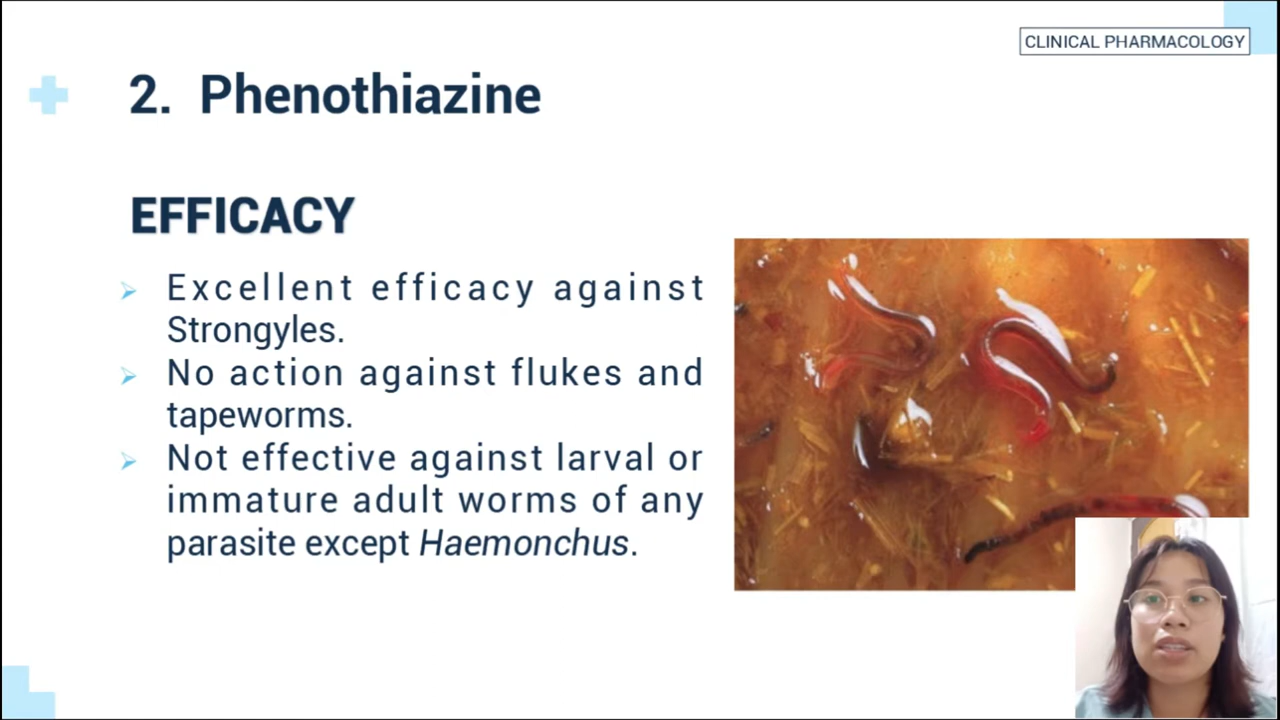 CLINICAL PHARMACOLOGY
2. Phenothiazine
EFFICACY
Excellent efficacy against
Strongyles.
No action against flukes and
tapeworms.
Not effective against larval or
immature adult worms of any
parasite except Haemonchus.